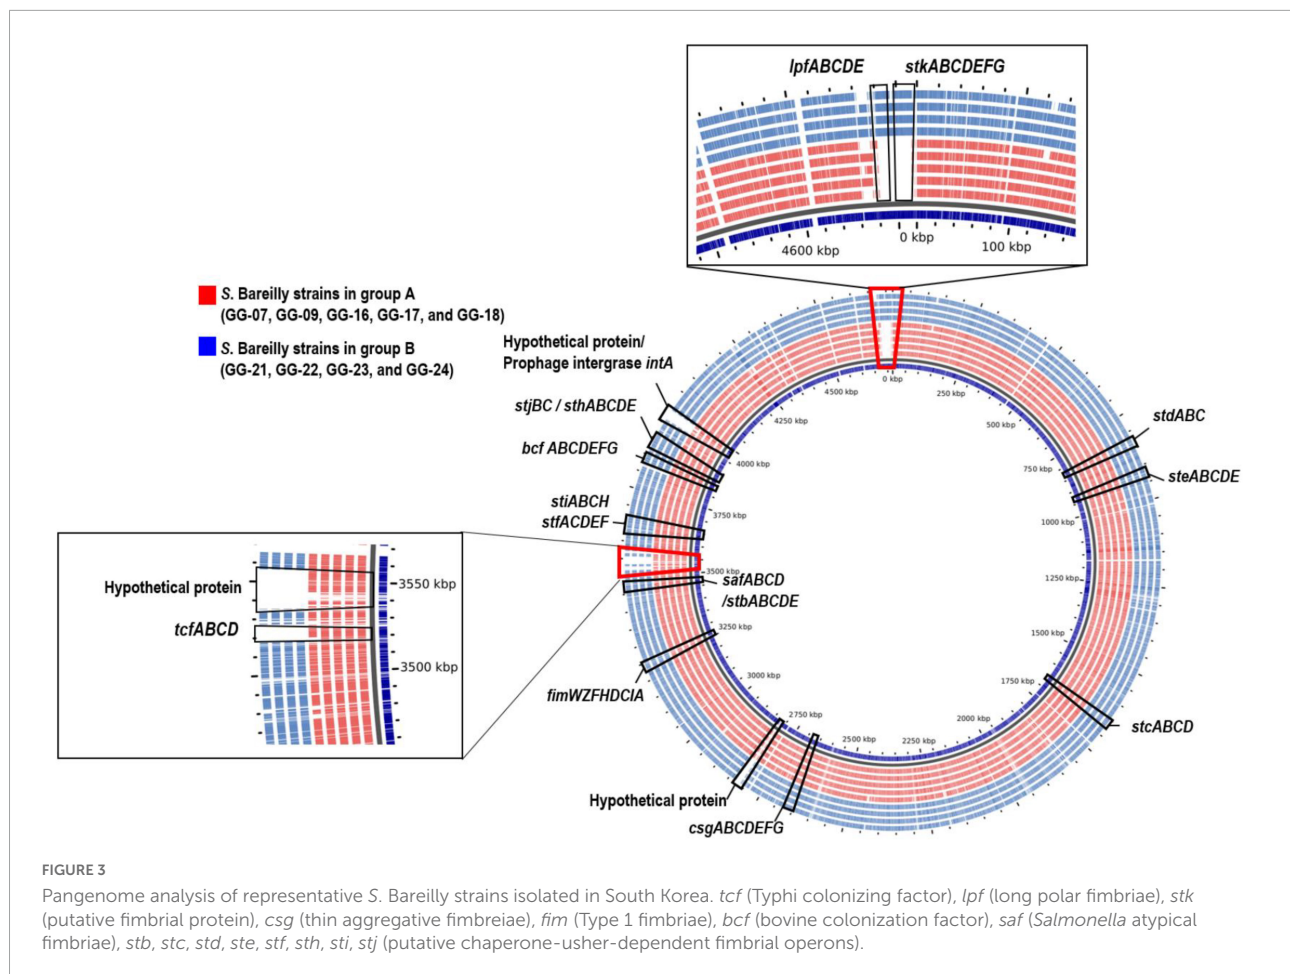 lpfABCDE
stkABCDEFG
4600 kbp
0 kbp
100 kbp
S. Bareilly strains in group A
(GG-07, GG-09, GG-16, GG-17, and GG-18)
S. Bareilly strains in group B
(GG-21, GG-22, GG-23, and GG-24)
Hypothetical protein/
Prophage intergrase intA
stjBC / sthABCDE
bcf ABCDEFG
stiABCH
stfACDEF
safABCD
/stbABCDE
fimWZFHDCIA
Hypothetical protein
csgABCDEFG
stcABCD
steABCDE
stdABC
0 kbp
250 kbp
500 kbp
750 kbp
1000 kbp
1250 kbp
1500 kbp
1750 kbp
2000 kbp
2250 kbp
2500 kbp
2750 kbp
3000 kbp
3250 kbp
3500 kbp
3750 kbp
4000 kbp
4250 kbp
4500 kbp
Hypothetical protein
tcfABCD
3550 kbp
3500 kbp
FIGURE 3
Pangenome analysis of representative S. Bareilly strains isolated in South Korea. tcf (Typhi colonizing factor), lpf (long polar fimbriae), stk
(putative fimbrial protein), csg (thin aggregative fimbreiae), fim (Type 1 fimbriae), bcf (bovine colonization factor), saf (Salmonella atypical
fimbriae), stb, stc, std, ste, stf, sth, sti, stj (putative chaperone-usher-dependent fimbrial operons).